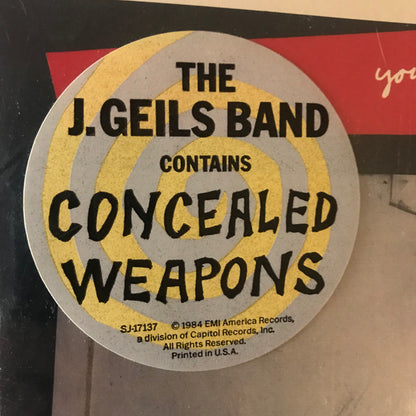 THE
J. GEILS BAND
CONTAINS
CONCEALED
WEAPONS
SJ-17137 © 1984 EMI America Records,
a division of Capitol Records, Inc.
All Rights Reserved.
Printed in U.S.A.